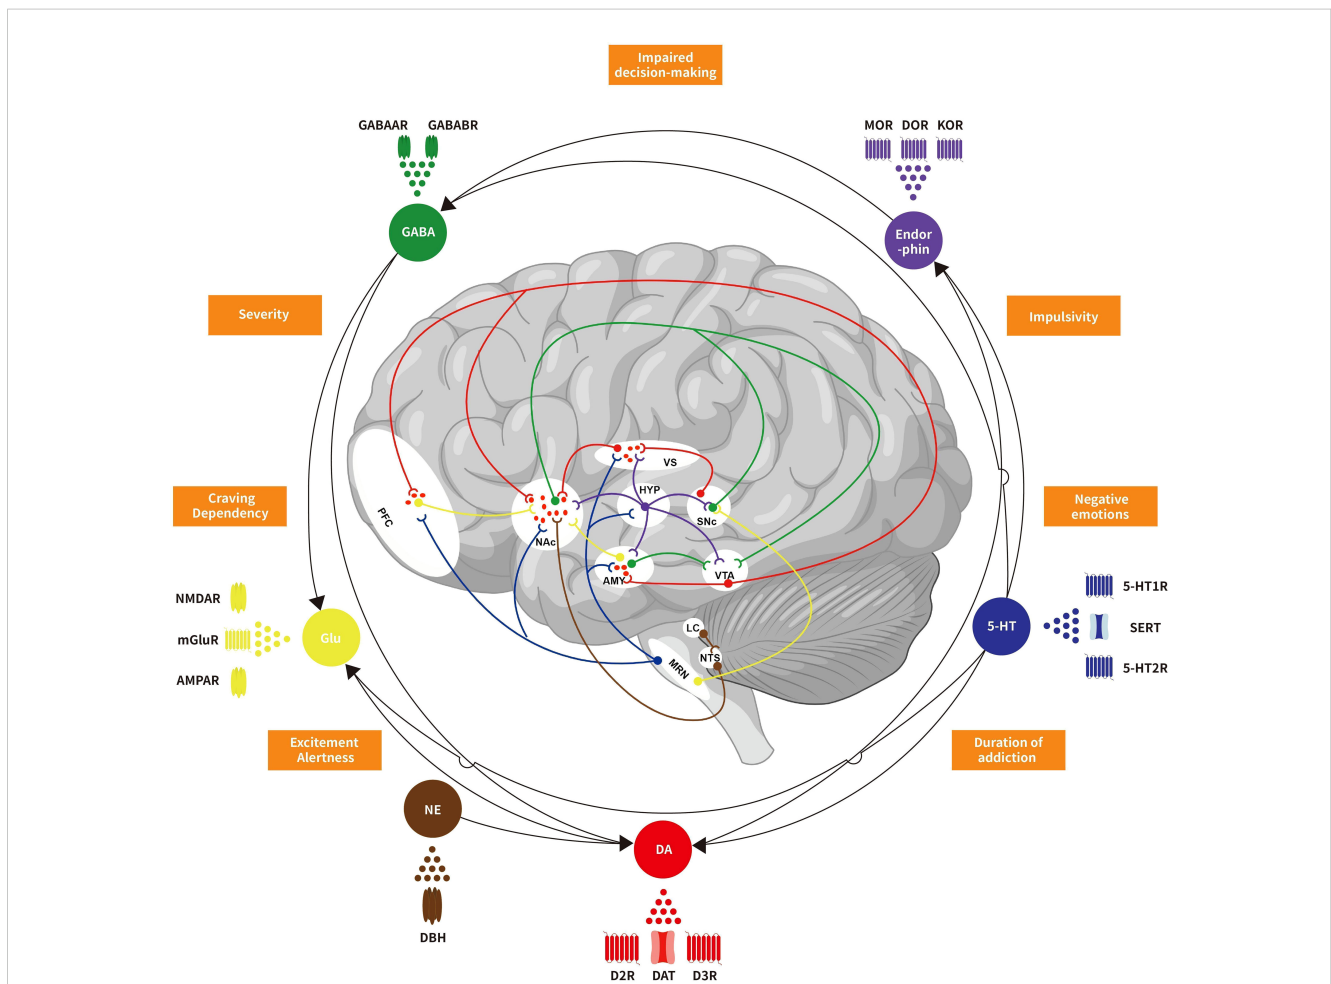 Impaired
decision-making
GABAAR GABABR
MOR DOR KOR
GABA
Endor
-phin
Severity
Impulsivity
VS
HYP
SNc
PFC
NAc
AMY
VTA
Craving
Dependency
Negative
emotions
LC
NTS
MRN
NMDAR
mGluR
AMPAR
Glu
5-HT
5-HT1R
SERT
5-HT2R
Excitement
Alertness
Duration of
addiction
NE
DA
DBH
D2R DAT D3R